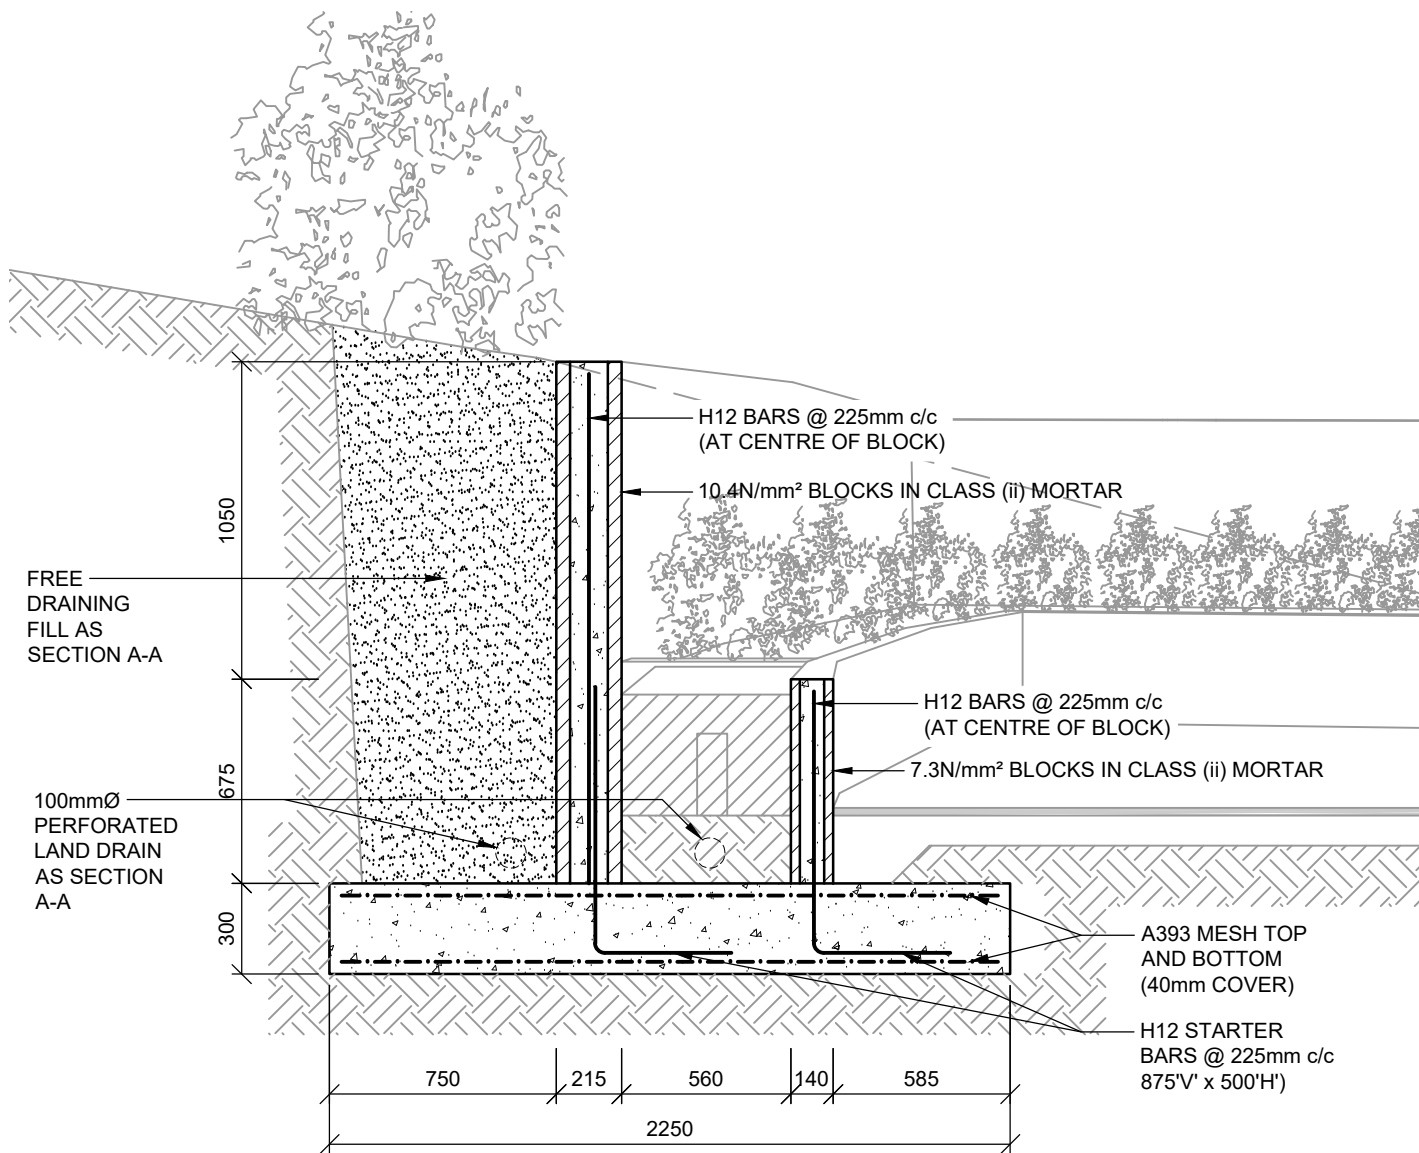 H12 BARS @ 225mm c/c
(AT CENTRE OF BLOCK)
10.4N/mm² BLOCKS IN CLASS (ii) MORTAR
1050
FREE
DRAINING
FILL AS
SECTION A-A
H12 BARS @ 225mm c/c
(AT CENTRE OF BLOCK)
7.3N/mm² BLOCKS IN CLASS (ii) MORTAR
675
100mmØ
PERFORATED
LAND DRAIN
AS SECTION
A-A
300
A393 MESH TOP
AND BOTTOM
(40mm COVER)
H12 STARTER
BARS @ 225mm c/c
875'V' x 500'H')
750 215 560 140 585
2250